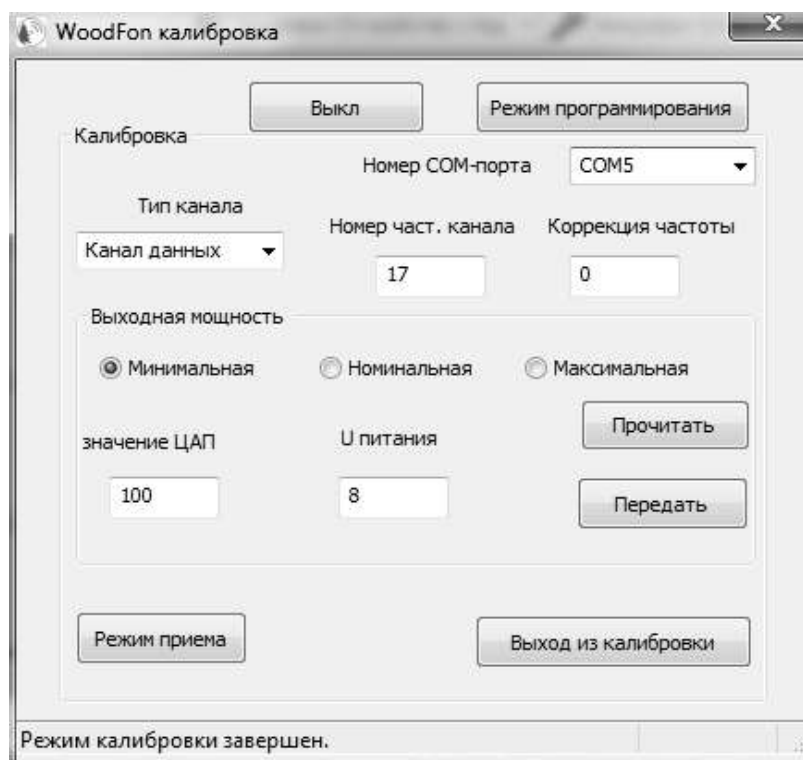 WoodFon калибровка
X
Выкл
Режим программирования
Калибровка
Номер COM-порта
COM5
Тип канала
Номер част. канала
Коррекция частоты
Канал данных
17
0
Выходная мощность
Минимальная
Номинальная
Максимальная
значение ЦАП
U питания
Прочитать
100
8
Передать
Режим приема
Выход из калибровки
Режим калибровки завершен.